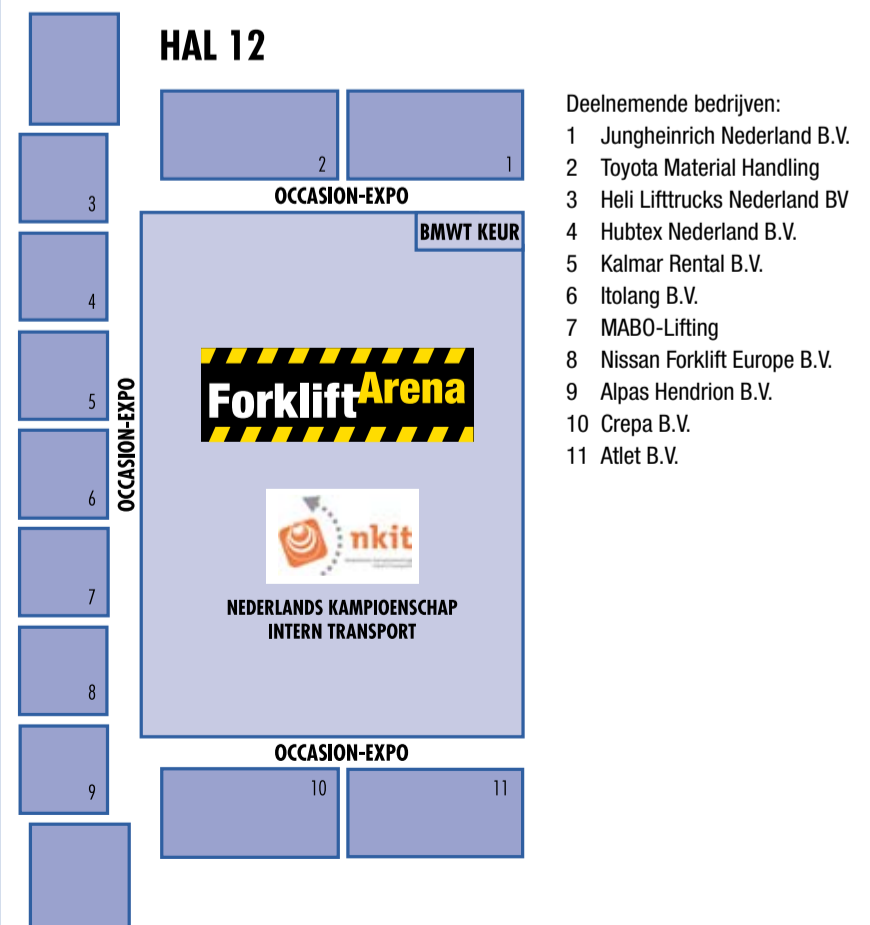 HAL 12
2
1
OCCASION-EXPO
BMWT KEUR
3
4
5
6
7
8
9
OCCASION-EXPO
ForkliftArena
nkit
NEDERLANDS KAMPIOENSCHAP
INTERN TRANSPORT
OCCASION-EXPO
10
11
Deelnemende bedrijven:
1 Jungheinrich Nederland B.V.
2 Toyota Material Handling
3 Heli Lifttrucks Nederland BV
4 Hubtex Nederland B.V.
5 Kalmar Rental B.V.
6 Itolang B.V.
7 MABO-Lifting
8 Nissan Forklift Europe B.V.
9 Alpas Hendrion B.V.
10 Crepa B.V.
11 Atlet B.V.